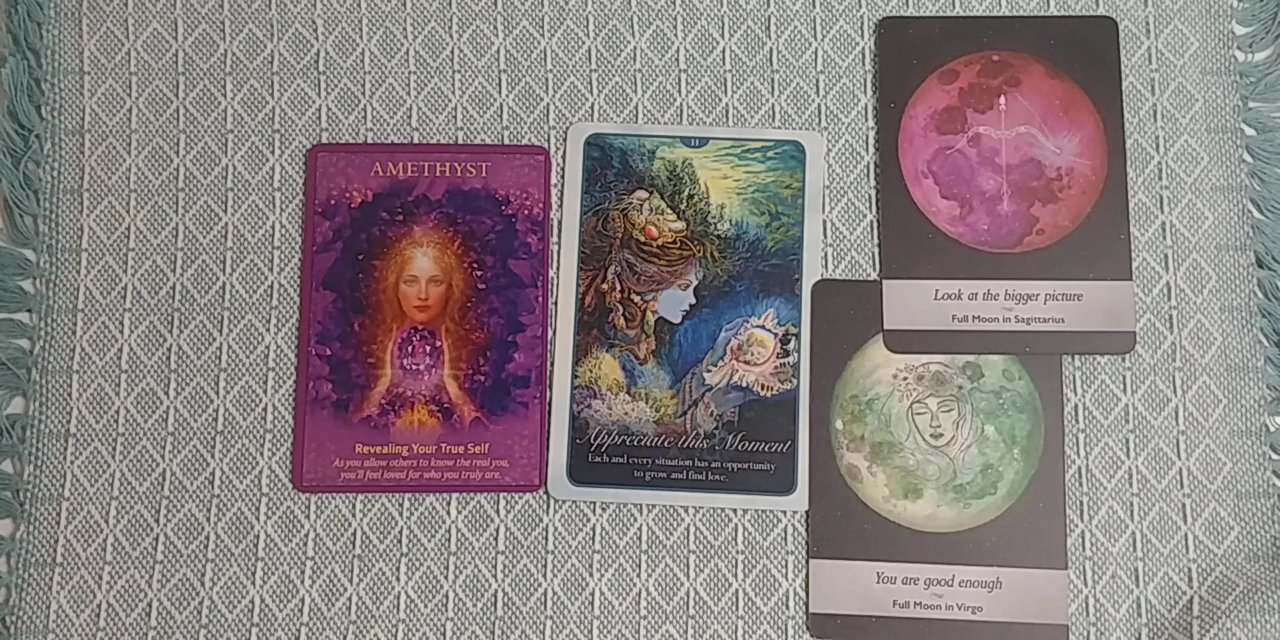 AMETHYST
Revealing Your True Self
As you allow others to know the real you,
you'll feel loved for who you truly are.
11
Appreciate this Moment
Each and every situation has an opportunity
to grow and find love.
Look at the bigger picture
Full Moon in Sagittarius
You are good enough
Full Moon in Virgo